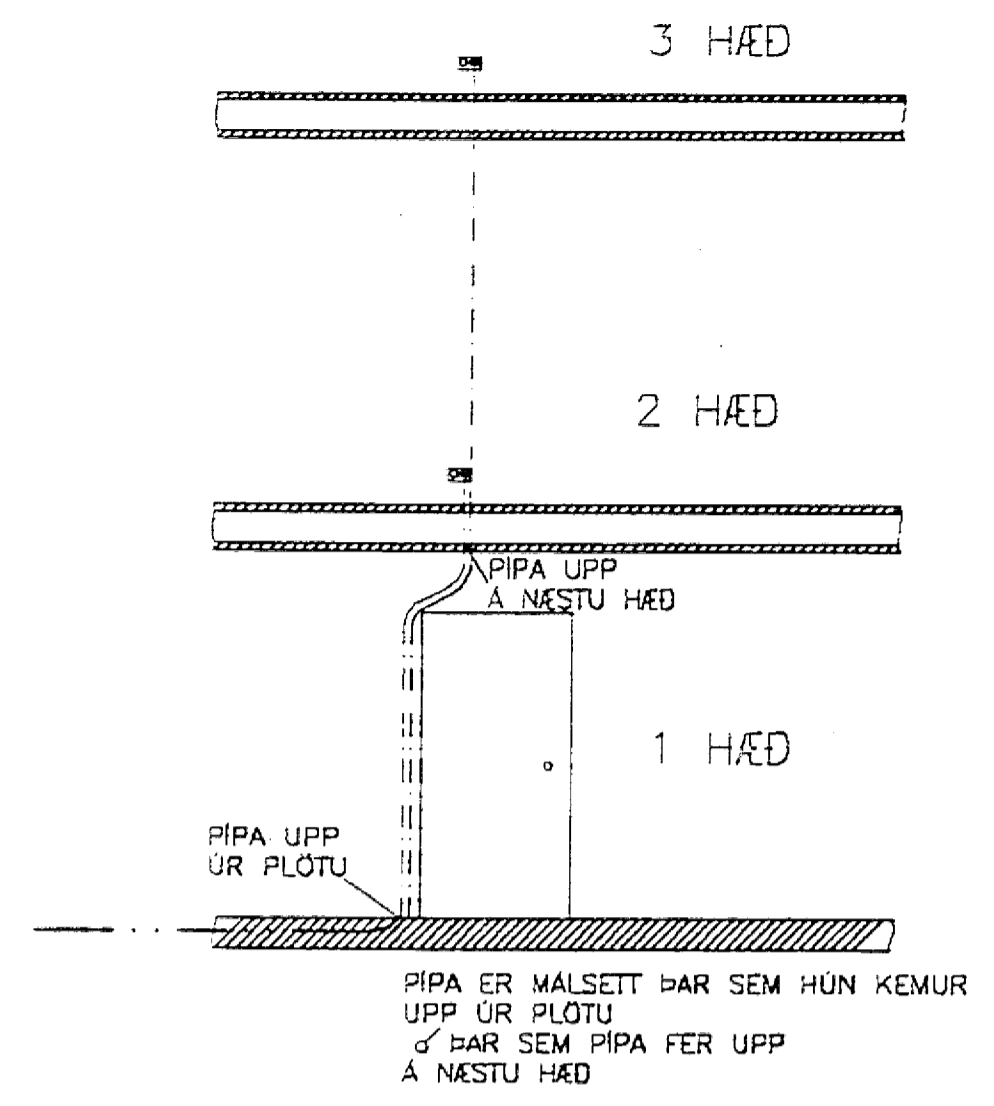 3 HÆÐ
2 HÆÐ
PÍPA UPP
Á NÆSTU HÆÐ
1 HÆÐ
PÍPA UPP
ÚR PLÖTU
PÍPA ER MÁLSETT ÞAR SEM HÚN KEMUR
UPP ÚR PLÖTU
ÞAR SEM PÍPA FER UPP
Á NÆSTU HÆÐ